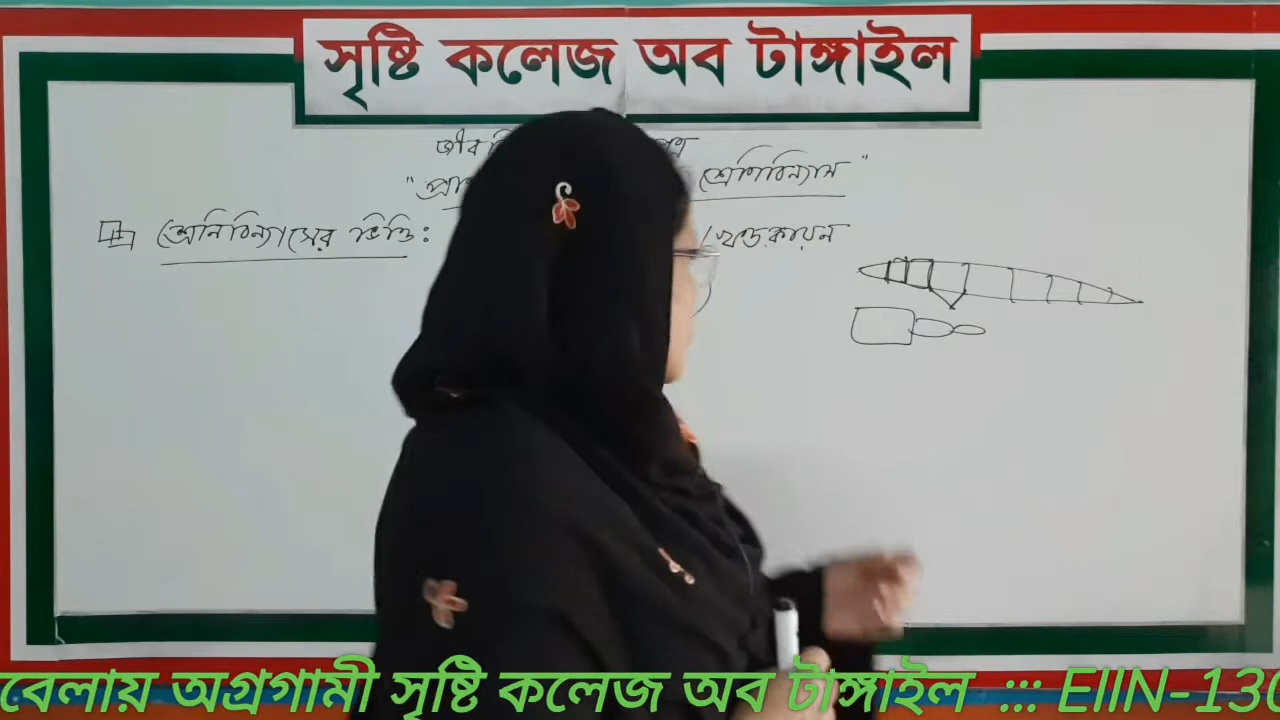 সৃষ্টি কলেজ অব টাঙ্গাইল
জীব
" প্রা শ্রেণিবিন্যাস "
শ্রেনিবিন্যাসের ভিত্তি: খন্ডকায়ন
বেলায় অগ্রগামী সৃষ্টি কলেজ অব টাঙ্গাইল ::: EIIN-130